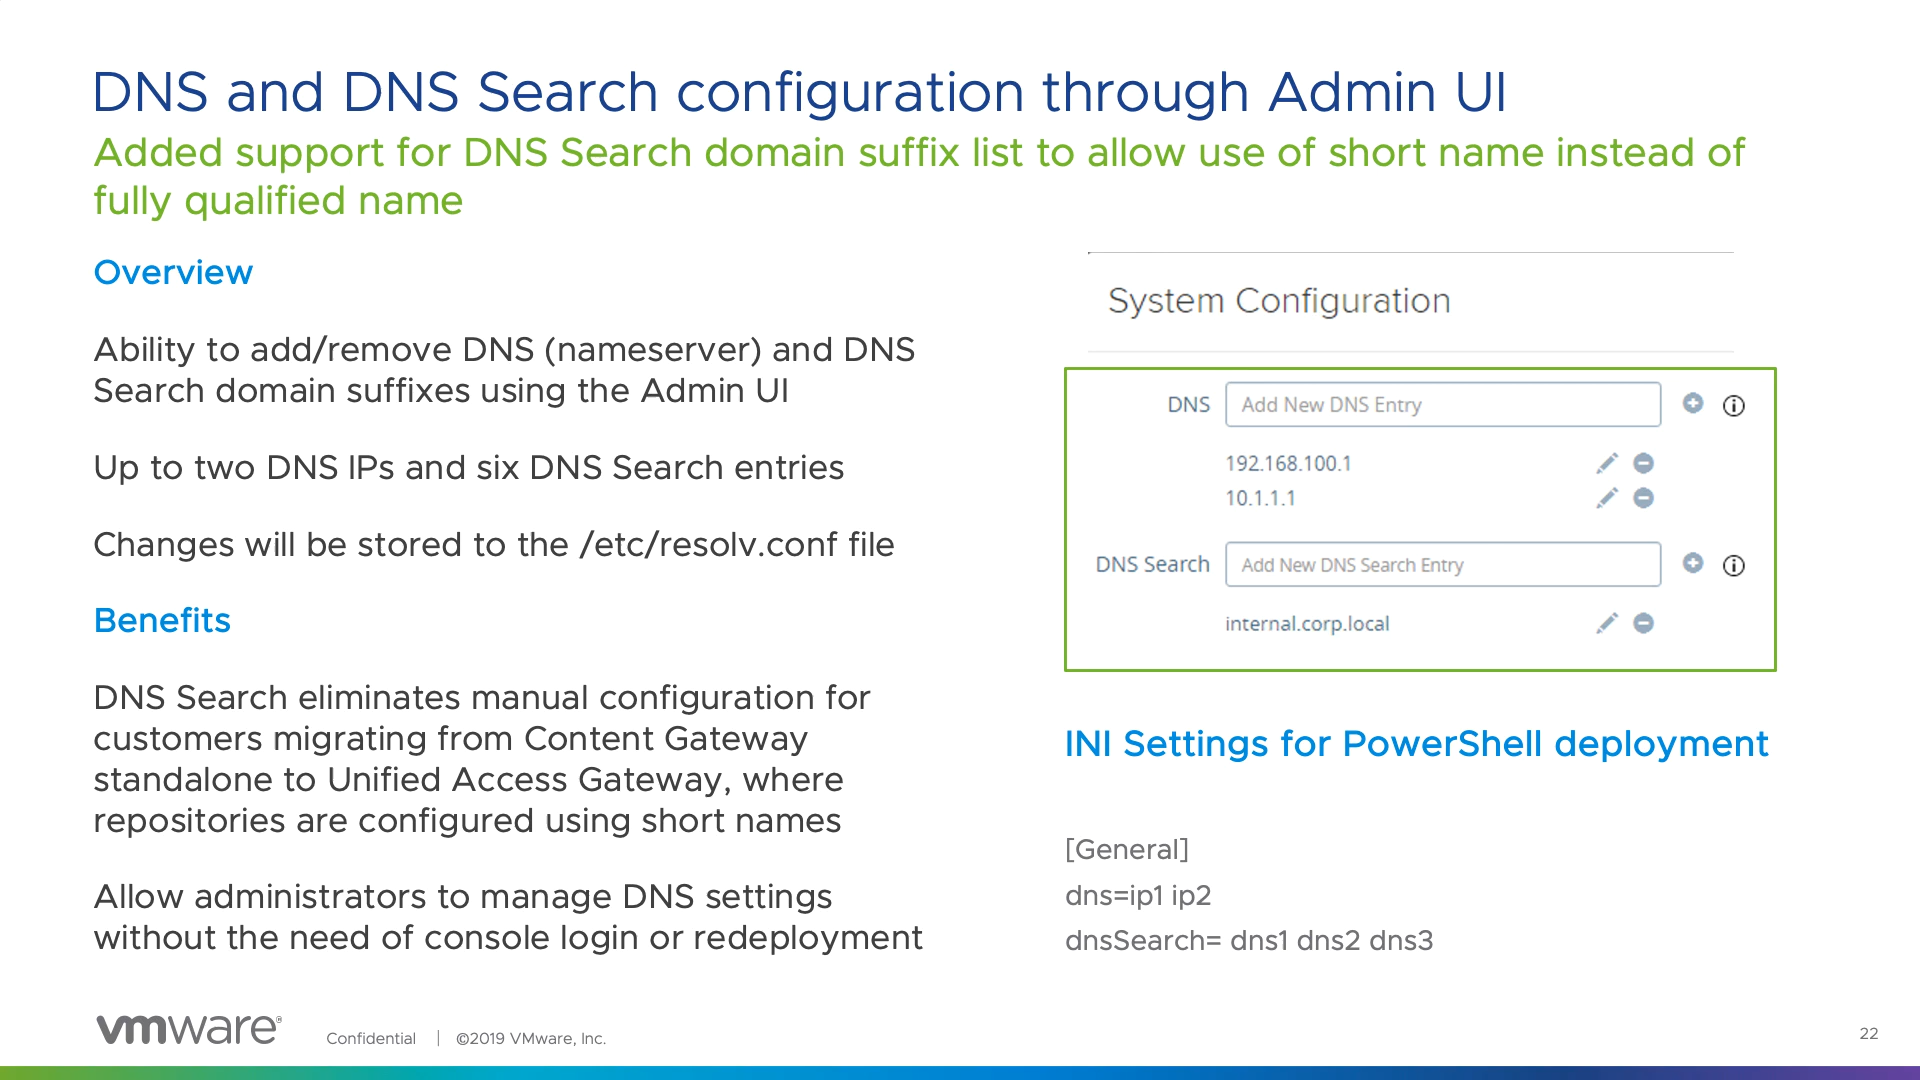 DNS and DNS Search configuration through Admin UI
Added support for DNS Search domain suffix list to allow use of short name instead of
fully qualified name
Overview
Ability to add/remove DNS (nameserver) and DNS
Search domain suffixes using the Admin UI
Up to two DNS IPs and six DNS Search entries
Changes will be stored to the /etc/resolv.conf file
Benefits
DNS Search eliminates manual configuration for
customers migrating from Content Gateway
standalone to Unified Access Gateway, where
repositories are configured using short names
Allow administrators to manage DNS settings
without the need of console login or redeployment
System Configuration
DNS Add New DNS Entry
192.168.100.1
10.1.1.1
DNS Search Add New DNS Search Entry
internal.corp.local
INI Settings for PowerShell deployment
[General]
dns=ip1 ip2
dnsSearch= dns1 dns2 dns3
vmware® Confidential | ©2019 VMware, Inc.
22